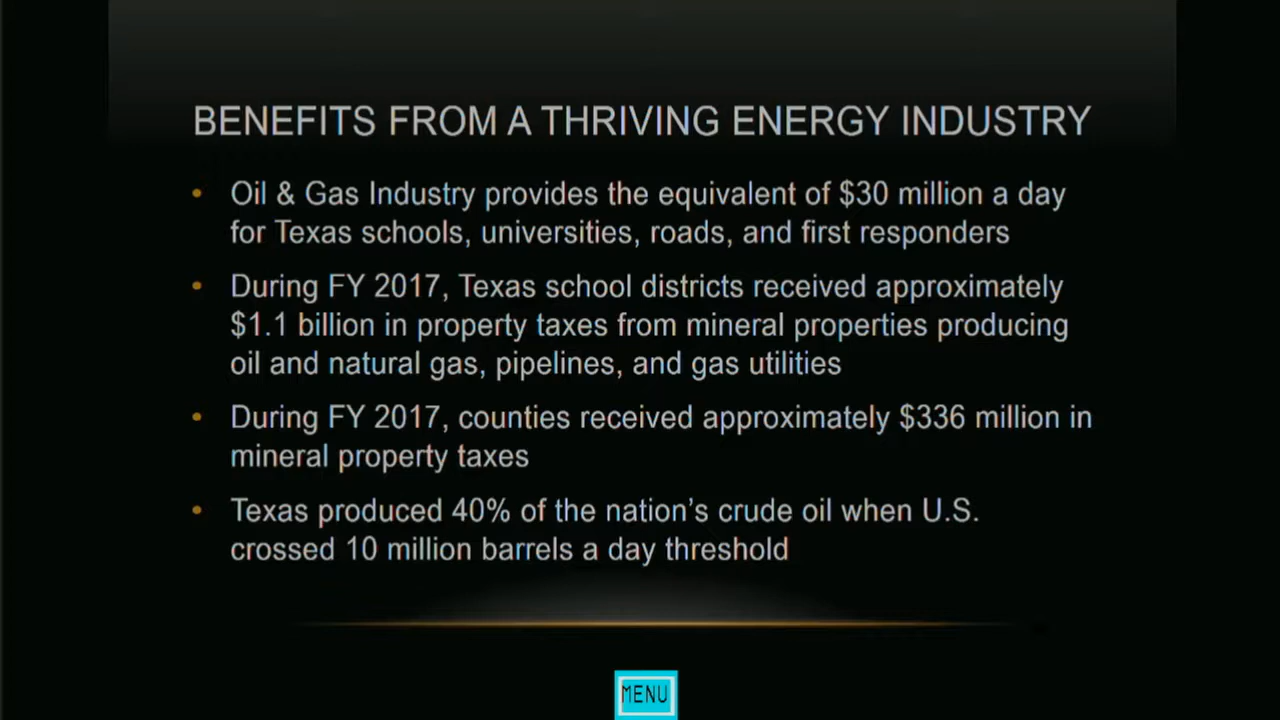 BENEFITS FROM A THRIVING ENERGY INDUSTRY
• Oil & Gas Industry provides the equivalent of $30 million a day
for Texas schools, universities, roads, and first responders
• During FY 2017, Texas school districts received approximately
$1.1 billion in property taxes from mineral properties producing
oil and natural gas, pipelines, and gas utilities
• During FY 2017, counties received approximately $336 million in
mineral property taxes
• Texas produced 40% of the nation’s crude oil when U.S.
crossed 10 million barrels a day threshold
MENU